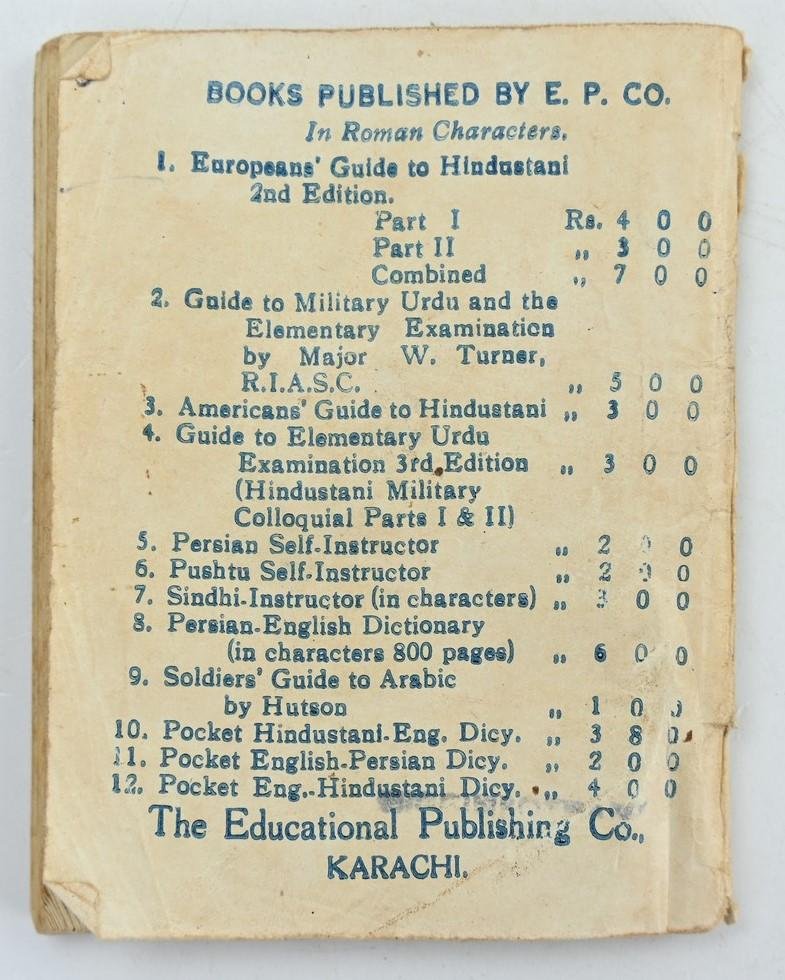 BOOKS PUBLISHED BY E. P. CO.
In Roman Characters.
1. Europeans' Guide to Hindustani
2nd Edition.
Part I Rs. 4 0 0
Part II „ 3 0 0
Combined „ 7 0 0
2. Guide to Military Urdu and the
Elementary Examination
by Major W. Turner,
R.I.A.S.C. „ 5 0 0
3. Americans' Guide to Hindustani „ 3 0 0
4. Guide to Elementary Urdu
Examination 3rd Edition „ 3 0 0
(Hindustani Military
Colloquial Parts I & II)
5. Persian Self-Instructor „ 2 0 0
6. Pushtu Self-Instructor „ 2 0 0
7. Sindhi-Instructor (in characters) „ 3 0 0
8. Persian-English Dictionary
(in characters 800 pages) „ 6 0 0
9. Soldiers' Guide to Arabic
by Hutson „ 1 0 0
10. Pocket Hindustani-Eng. Dicy. „ 3 8 0
11. Pocket English-Persian Dicy. „ 2 0 0
12. Pocket Eng.-Hindustani Dicy. „ 4 0 0
The Educational Publishing Co.,
KARACHI.